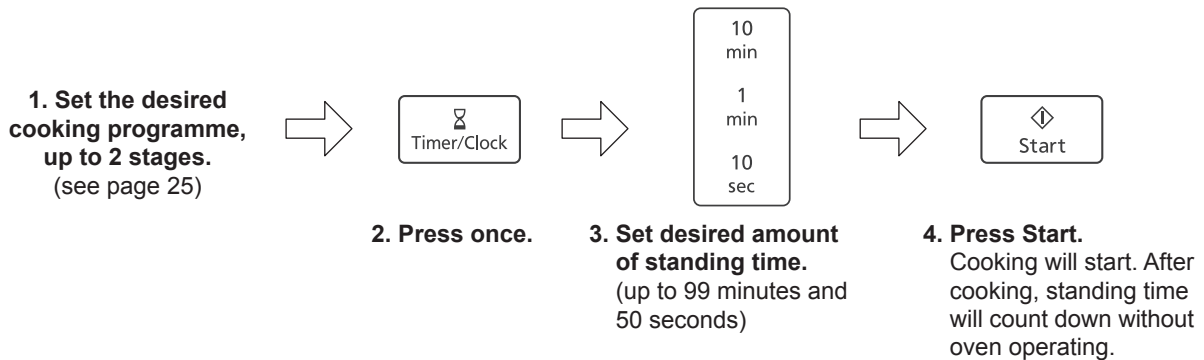 1. Set the desired
cooking programme,
up to 2 stages.
(see page 25)
Timer/Clock
2. Press once.
10
min
1
min
10
sec
3. Set desired amount
of standing time.
(up to 99 minutes and
50 seconds)
Start
4. Press Start.
Cooking will start. After
cooking, standing time
will count down without
oven operating.